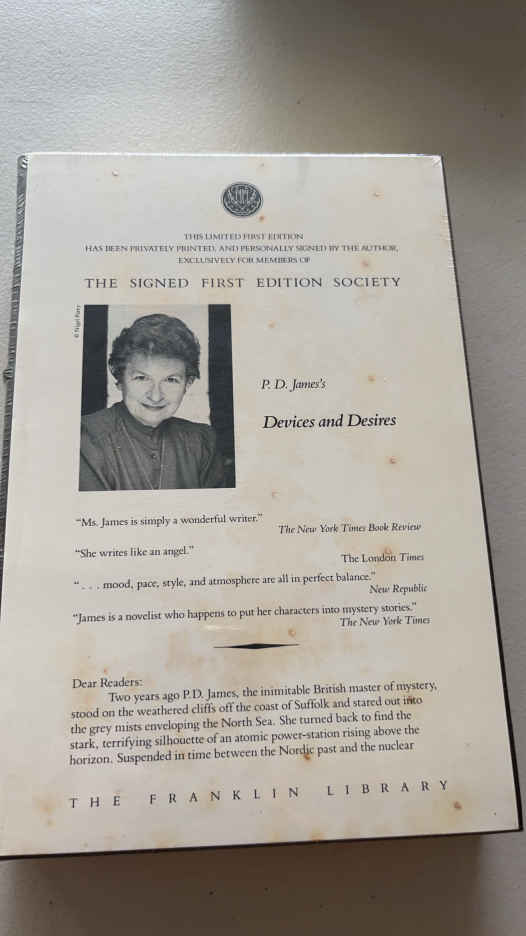 THIS LIMITED FIRST EDITION
HAS BEEN PRIVATELY PRINTED, AND PERSONALLY SIGNED BY THE AUTHOR,
EXCLUSIVELY FOR MEMBERS OF
THE SIGNED FIRST EDITION SOCIETY
© Nigel Parry
P. D. James's
Devices and Desires
"Ms. James is simply a wonderful writer."
The New York Times Book Review
"She writes like an angel."
The London Times
". . . mood, pace, style, and atmosphere are all in perfect balance."
New Republic
"James is a novelist who happens to put her characters into mystery stories."
The New York Times
Dear Readers:
Two years ago P.D. James, the inimitable British master of mystery,
stood on the weathered cliffs off the coast of Suffolk and stared out into
the grey mists enveloping the North Sea. She turned back to find the
stark, terrifying silhouette of an atomic power-station rising above the
horizon. Suspended in time between the Nordic past and the nuclear
THE FRANKLIN LIBRARY